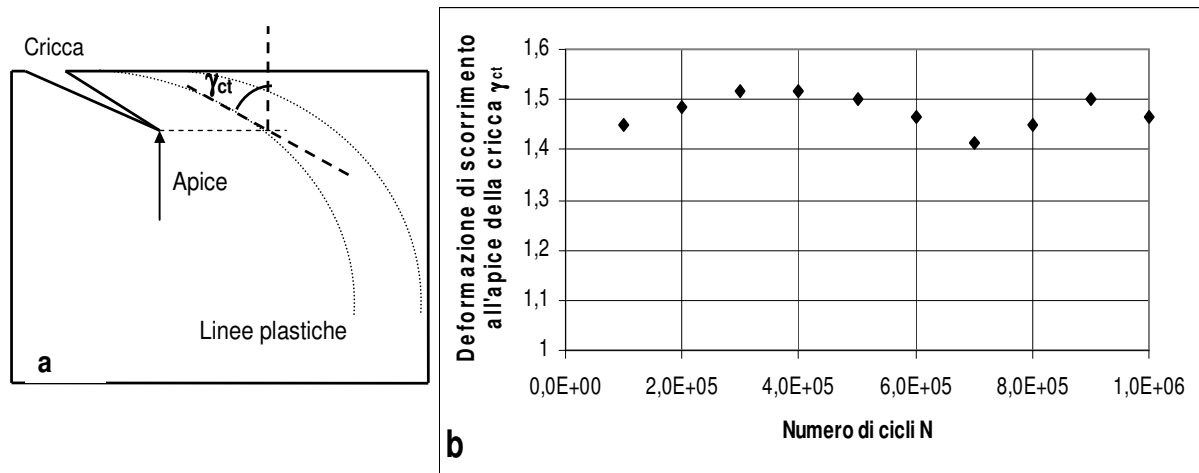 Cricca
γct
Apice
Linee plastiche
a
Deformazione di scorrimento
all'apice della cricca γct
1,6
1,5
1,4
1,3
1,2
1,1
1
0,0E+00 2,0E+05 4,0E+05 6,0E+05 8,0E+05 1,0E+06
Numero di cicli N
b